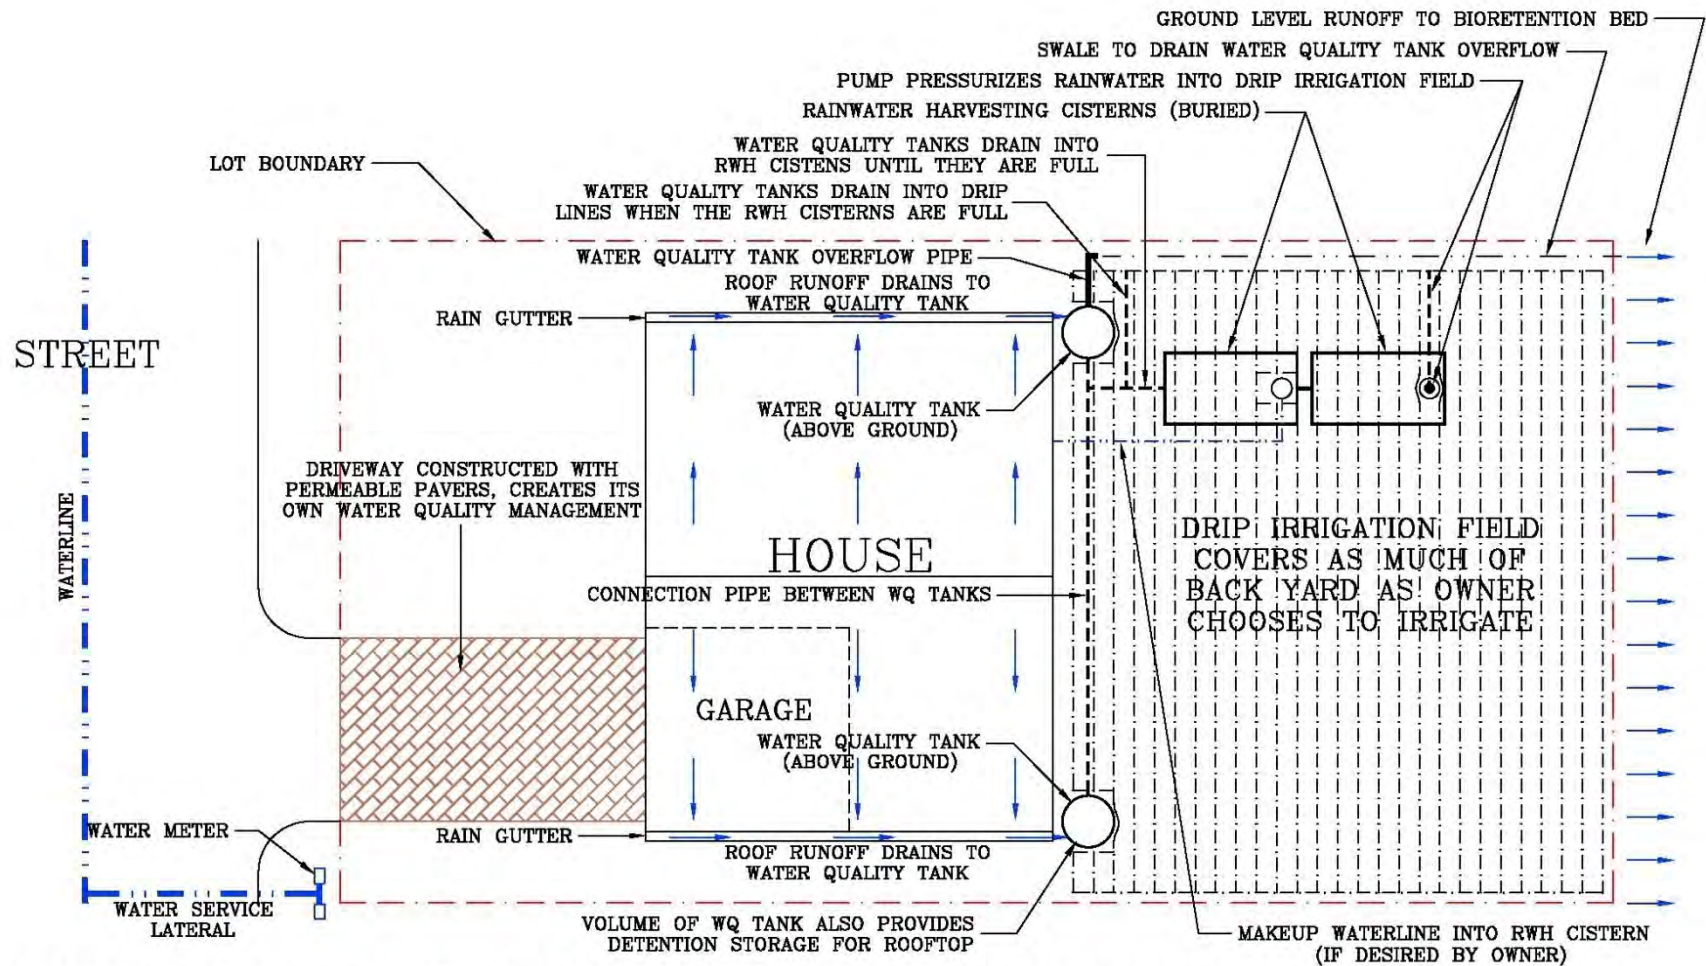 GROUND LEVEL RUNOFF TO BIORETENTION BED
SWALE TO DRAIN WATER QUALITY TANK OVERFLOW
PUMP PRESSURIZES RAINWATER INTO DRIP IRRIGATION FIELD
RAINWATER HARVESTING CISTERNS (BURIED)
WATER QUALITY TANKS DRAIN INTO
RWH CISTENS UNTIL THEY ARE FULL
LOT BOUNDARY
WATER QUALITY TANKS DRAIN INTO DRIP
LINES WHEN THE RWH CISTERNS ARE FULL
WATER QUALITY TANK OVERFLOW PIPE
ROOF RUNOFF DRAINS TO
WATER QUALITY TANK
RAIN GUTTER
STREET
WATER QUALITY TANK
(ABOVE GROUND)
DRIVEWAY CONSTRUCTED WITH
PERMEABLE PAVERS, CREATES ITS
OWN WATER QUALITY MANAGEMENT
WATERLINE
HOUSE
DRIP IRRIGATION FIELD
COVERS AS MUCH OF
BACK YARD AS OWNER
CHOOSES TO IRRIGATE
CONNECTION PIPE BETWEEN WQ TANKS
GARAGE
WATER QUALITY TANK
(ABOVE GROUND)
WATER METER
RAIN GUTTER
ROOF RUNOFF DRAINS TO
WATER QUALITY TANK
WATER SERVICE
LATERAL
VOLUME OF WQ TANK ALSO PROVIDES
DETENTION STORAGE FOR ROOFTOP
MAKEUP WATERLINE INTO RWH CISTERN
(IF DESIRED BY OWNER)